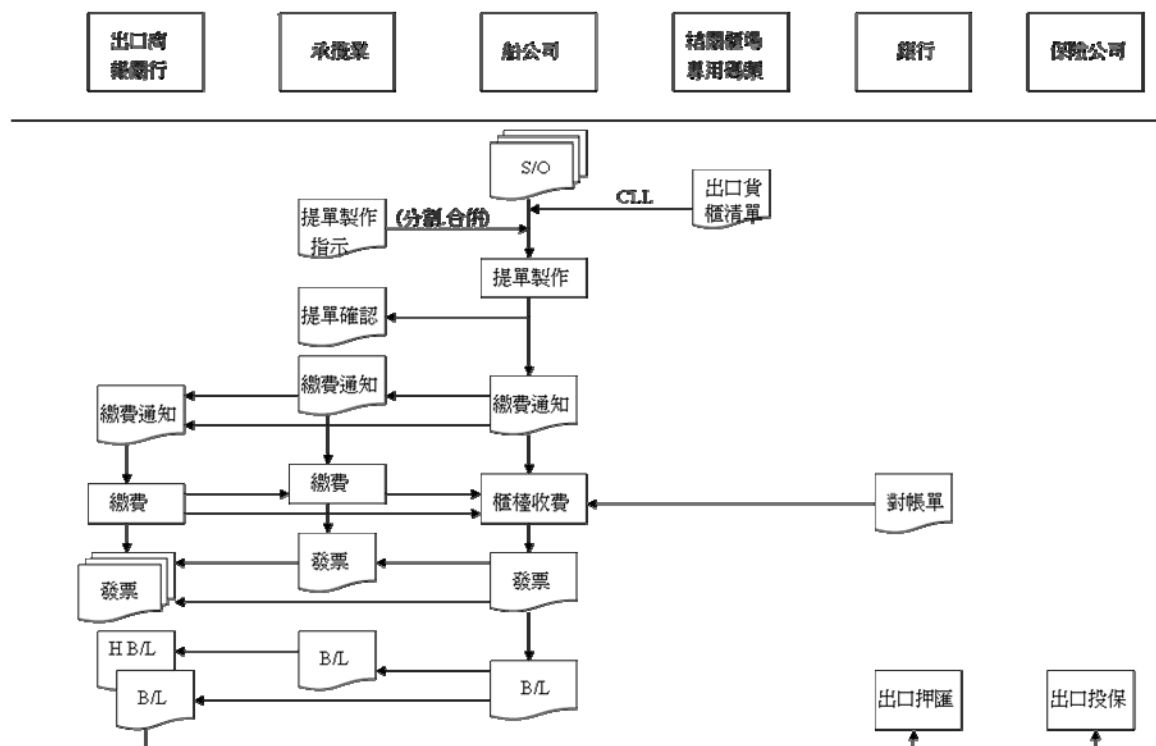 出口商
報關行
承攬業
船公司
結關櫃場
專用碼頭
銀行
保險公司
S/O
CLL
出口貨
櫃清單
提單製作
指示
(分割.合併)
提單製作
提單確認
繳費通知
繳費通知
繳費通知
繳費
繳費
櫃檯收費
對帳單
發票
發票
發票
H B/L
B/L
B/L
B/L
出口押匯
出口投保